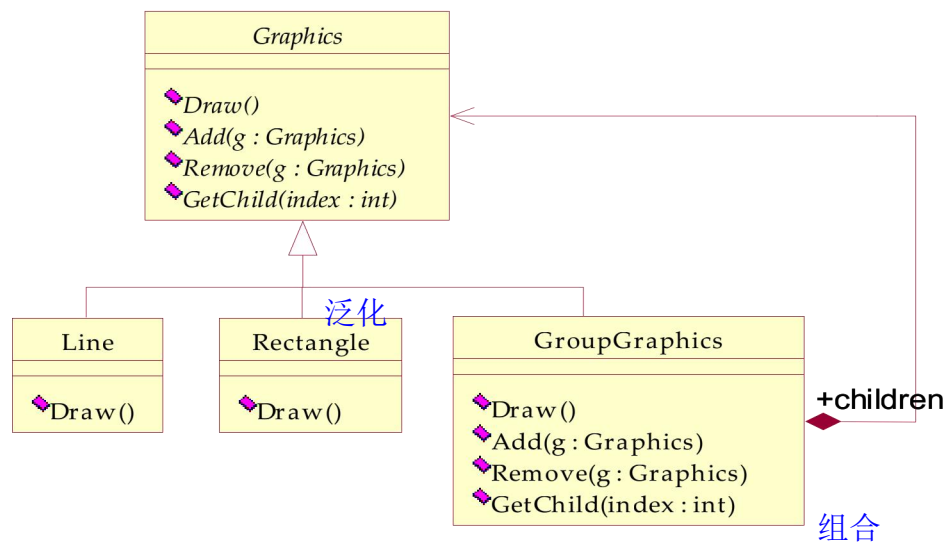 Graphics
Draw()
Add(g : Graphics)
Remove(g : Graphics)
GetChild(index : int)
泛化
Line
Draw()
Rectangle
Draw()
GroupGraphics
Draw()
Add(g : Graphics)
Remove(g : Graphics)
GetChild(index : int)
+children
组合